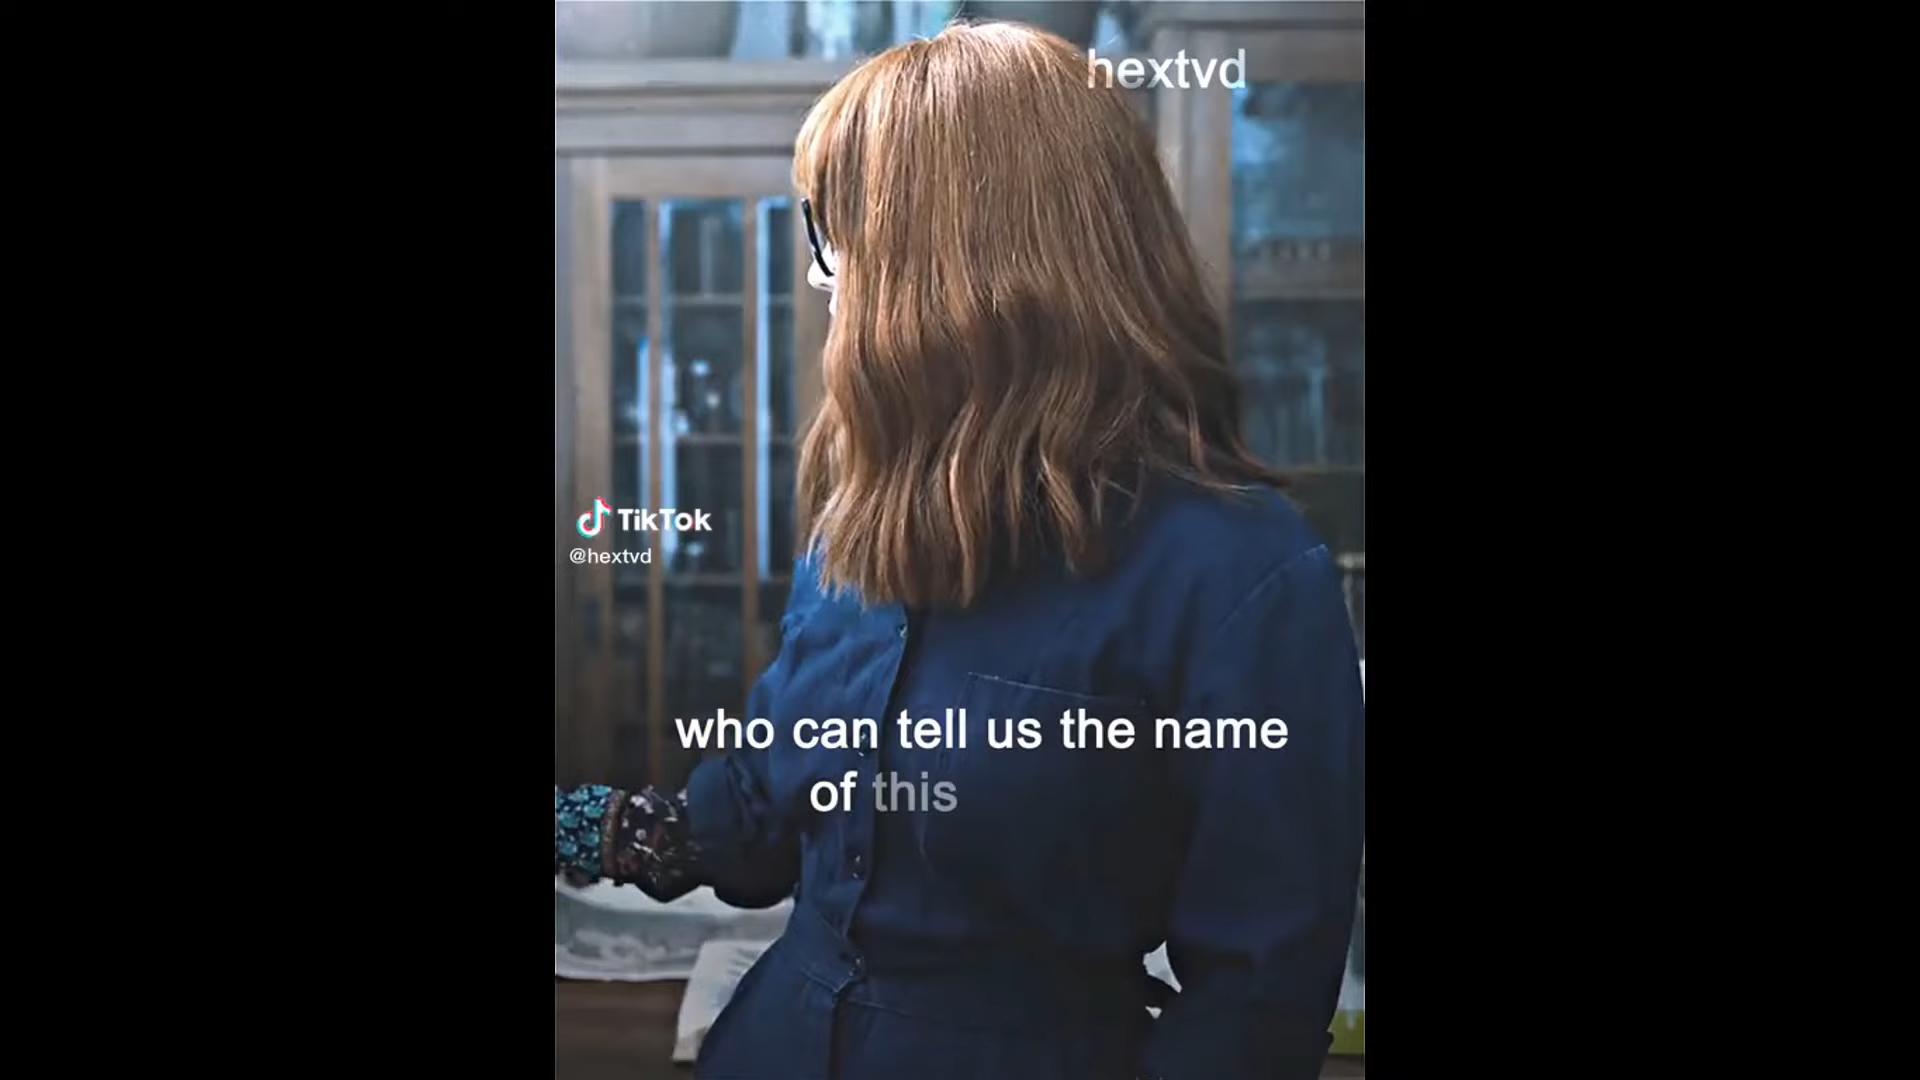 hextvd
TikTok
@hextvd
who can tell us the name
of this